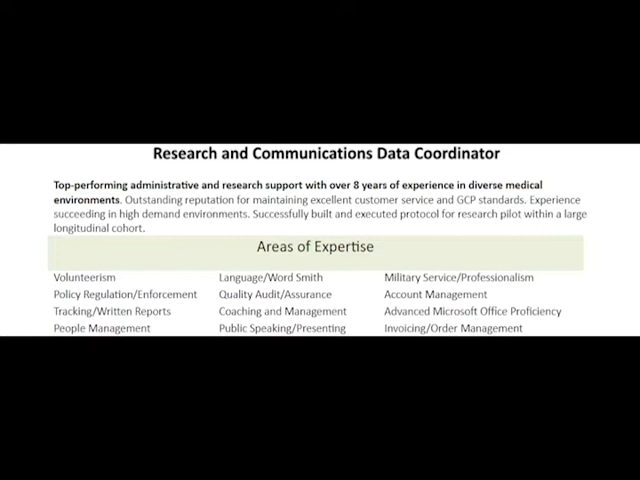 Research and Communications Data Coordinator
Top-performing administrative and research support with over 8 years of experience in diverse medical
environments. Outstanding reputation for maintaining excellent customer service and GCP standards. Experience
succeeding in high demand environments. Successfully built and executed protocol for research pilot within a large
longitudinal cohort.
Areas of Expertise
Volunteerism Language/Word Smith Military Service/Professionalism
Policy Regulation/Enforcement Quality Audit/Assurance Account Management
Tracking/Written Reports Coaching and Management Advanced Microsoft Office Proficiency
People Management Public Speaking/Presenting Invoicing/Order Management